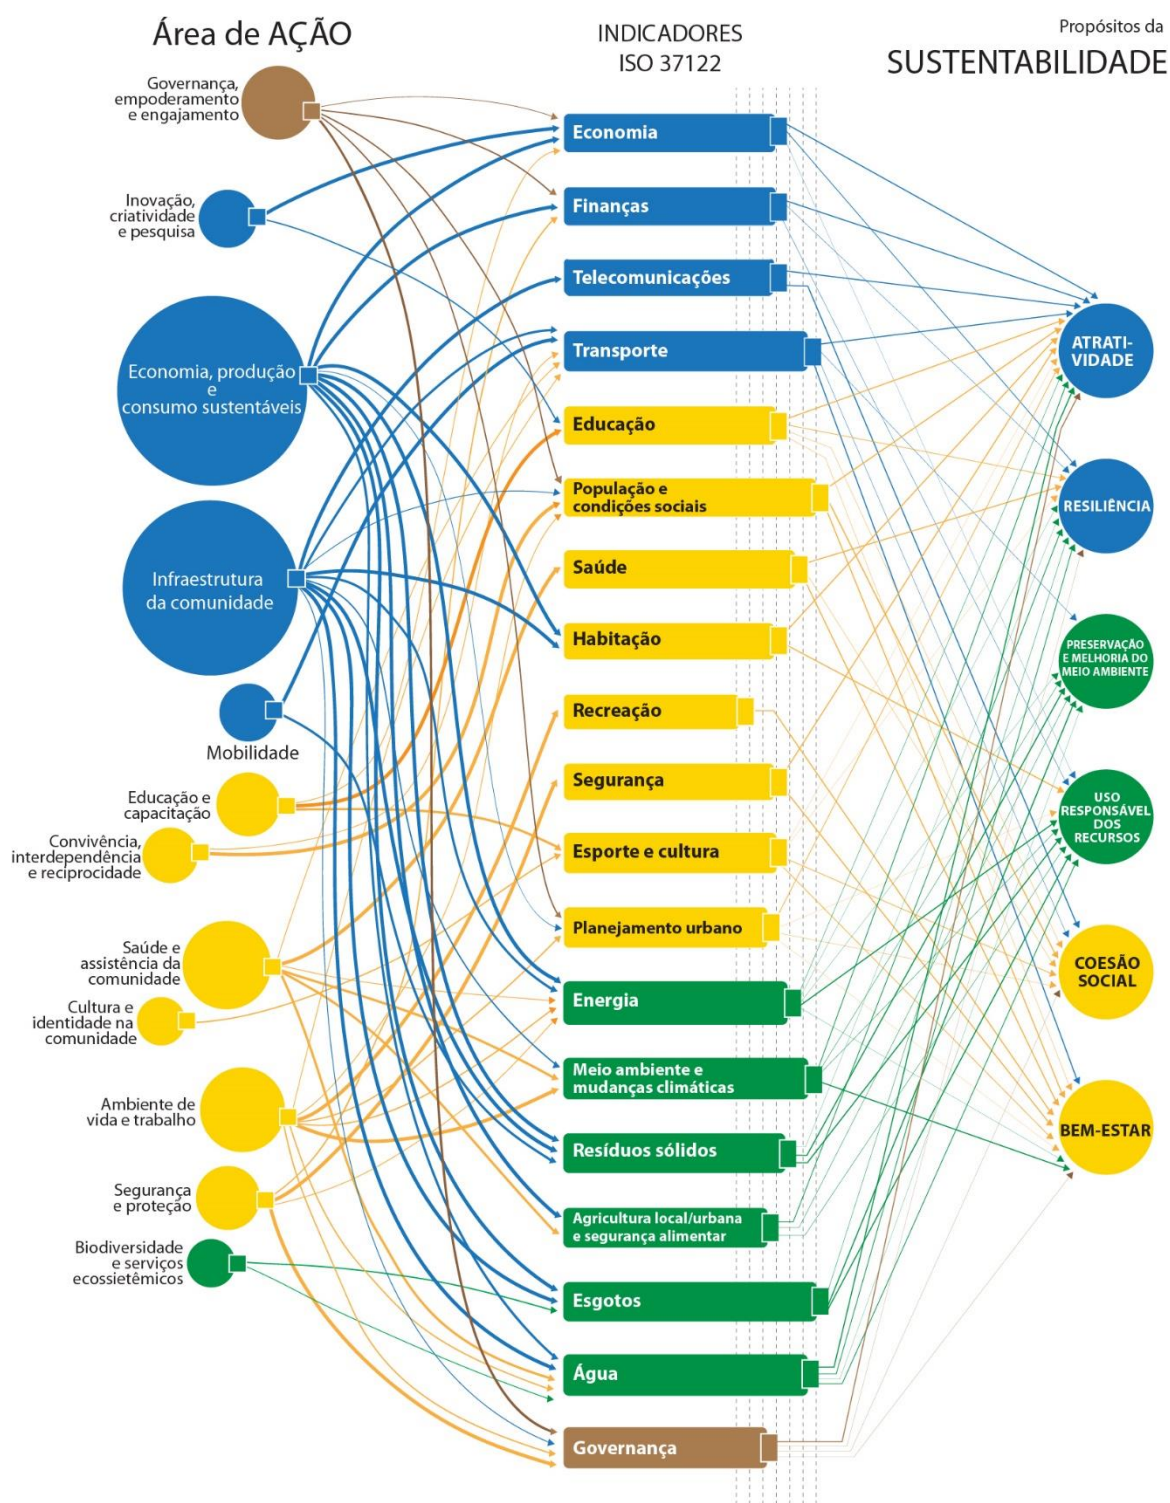 Área de AÇÃO
Governança,
empoderamento
e engajamento
Inovação,
criatividade
e pesquisa
Economia, produção
e
consumo sustentáveis
Infraestrutura
da comunidade
Mobilidade
Educação e
capacitação
Convivência,
interdependência
e reciprocidade
Saúde e
assistência da
comunidade
Cultura e
identidade na
comunidade
Ambiente de
vida e trabalho
Segurança
e proteção
Biodiversidade
e serviços
ecossietêmicos
INDICADORES
ISO 37122
Economia
Finanças
Telecomunicações
Transporte
Educação
População e
condições sociais
Saúde
Habitação
Recreação
Segurança
Esporte e cultura
Planejamento urbano
Energia
Meio ambiente e
mudanças climáticas
Resíduos sólidos
Agricultura local/urbana
e segurança alimentar
Esgotos
Água
Governança
Propósitos da
SUSTENTABILIDADE
ATRATI-
VIDADE
RESILIÊNCIA
PRESERVAÇÃO
E MELHORIA DO
MEIO AMBIENTE
USO
RESPONSÁVEL
DOS
RECURSOS
COESÃO
SOCIAL
BEM-ESTAR